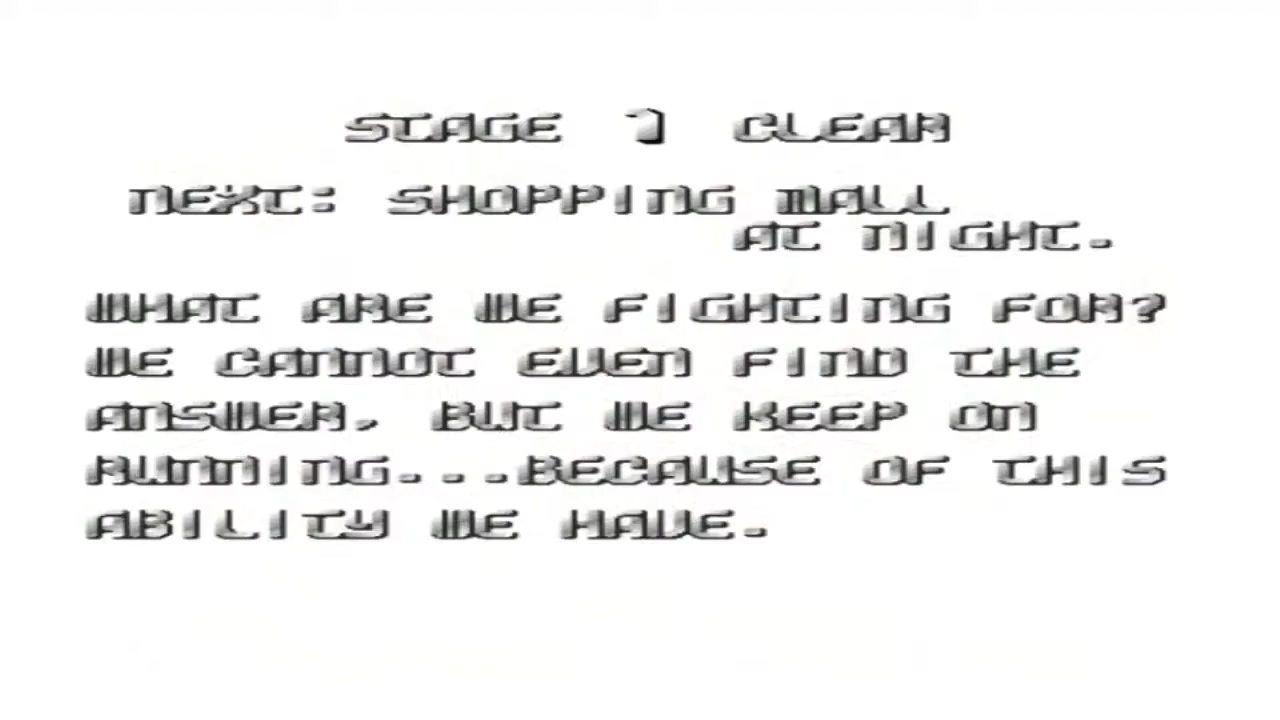 STAGE 1 CLEAR
NEXT: SHOPPING MALL
AT NIGHT.
WHAT ARE WE FIGHTING FOR?
WE CANNOT EVEN FIND THE
ANSWER, BUT WE KEEP ON
RUNNING...BECAUSE OF THIS
ABILITY WE HAVE.